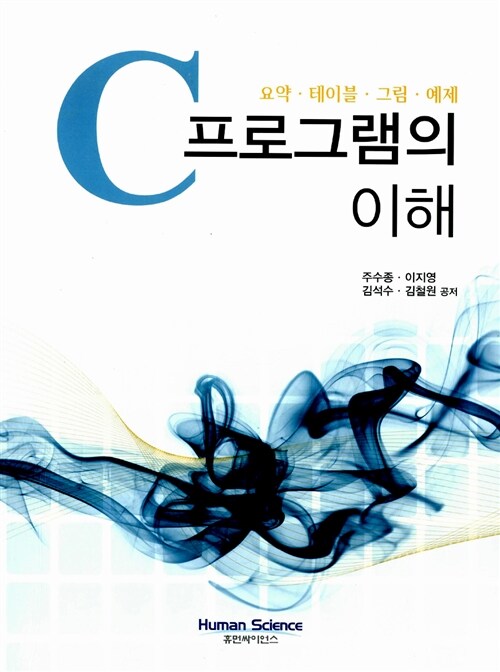 요약 · 테이블 · 그림 · 예제
C 프로그램의
이해
주수종 · 이지영
김석수 · 김철원 공저
Human Science
휴먼싸이언스